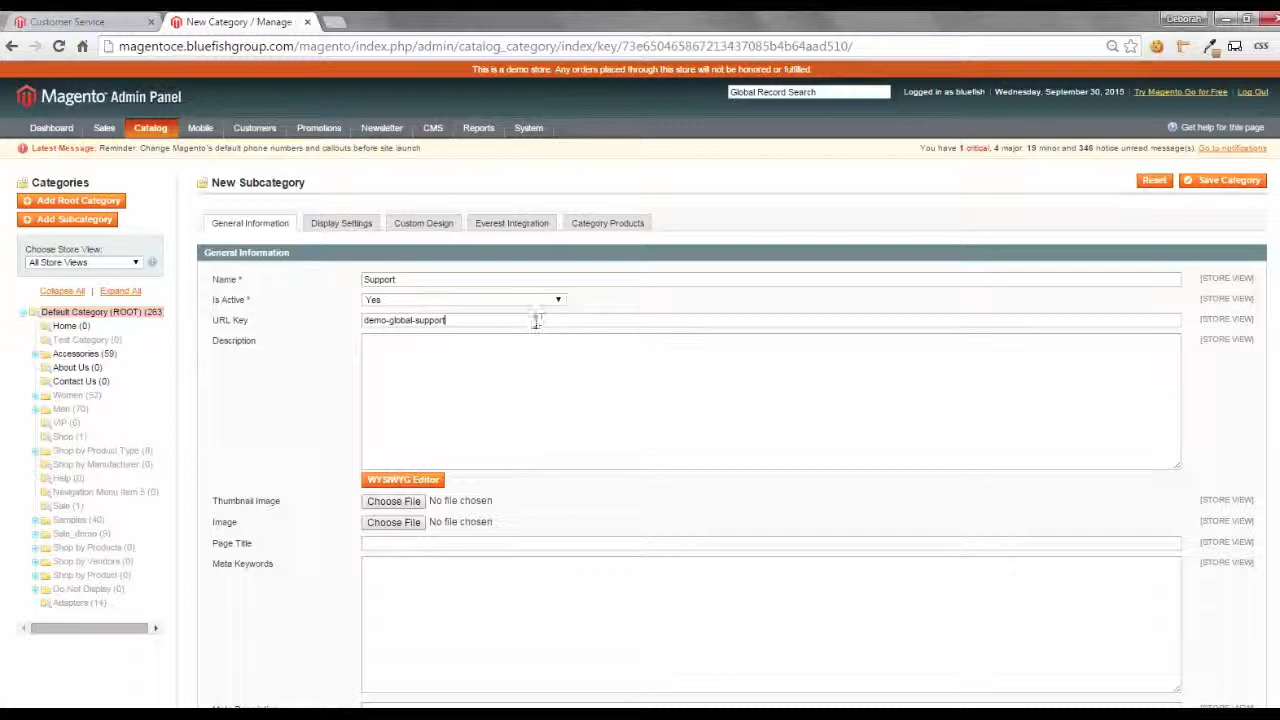 Customer Service
New Category / Manage
Deborah
magentoce.bluefishgroup.com/magento/index.php/admin/catalog_category/index/key/73e650465867213437085b4b64aad510/
CSS
This is a demo store. Any orders placed through this store will not be honored or fulfilled.
Magento Admin Panel
Global Record Search
Logged in as bluefish | Wednesday, September 30, 2015 | Try Magento Go for Free | Log Out
Dashboard Sales Catalog Mobile Customers Promotions Newsletter CMS Reports System
Get help for this page
Latest Message: Reminder: Change Magento's default phone numbers and callouts before site launch
You have 1 critical, 4 major, 19 minor and 346 notice unread message(s). Go to notifications
Categories
Add Root Category
Add Subcategory
Choose Store View:
All Store Views
Collapse All | Expand All
Default Category (ROOT) (263
Home (0)
Test Category (0)
Accessories (59)
About Us (0)
Contact Us (0)
Women (52)
Men (70)
VIP (6)
Shop (1)
Shop by Product Type (8)
Shop by Manufacturer (0)
Help (0)
Navigation Menu Item 5 (0)
Sale (1)
Samples (40)
Sale_demo (9)
Shop by Products (0)
Shop by Vendors (0)
Shop by Product (0)
Do Not Display (0)
Adapters (14)
New Subcategory
Reset
Save Category
General Information
Display Settings
Custom Design
Everest Integration
Category Products
General Information
Name * Support [STORE VIEW]
Is Active * Yes [STORE VIEW]
URL Key demo-global-support [STORE VIEW]
Description [STORE VIEW]
WYSIWYG Editor
Thumbnail Image Choose File No file chosen [STORE VIEW]
Image Choose File No file chosen [STORE VIEW]
Page Title [STORE VIEW]
Meta Keywords [STORE VIEW]